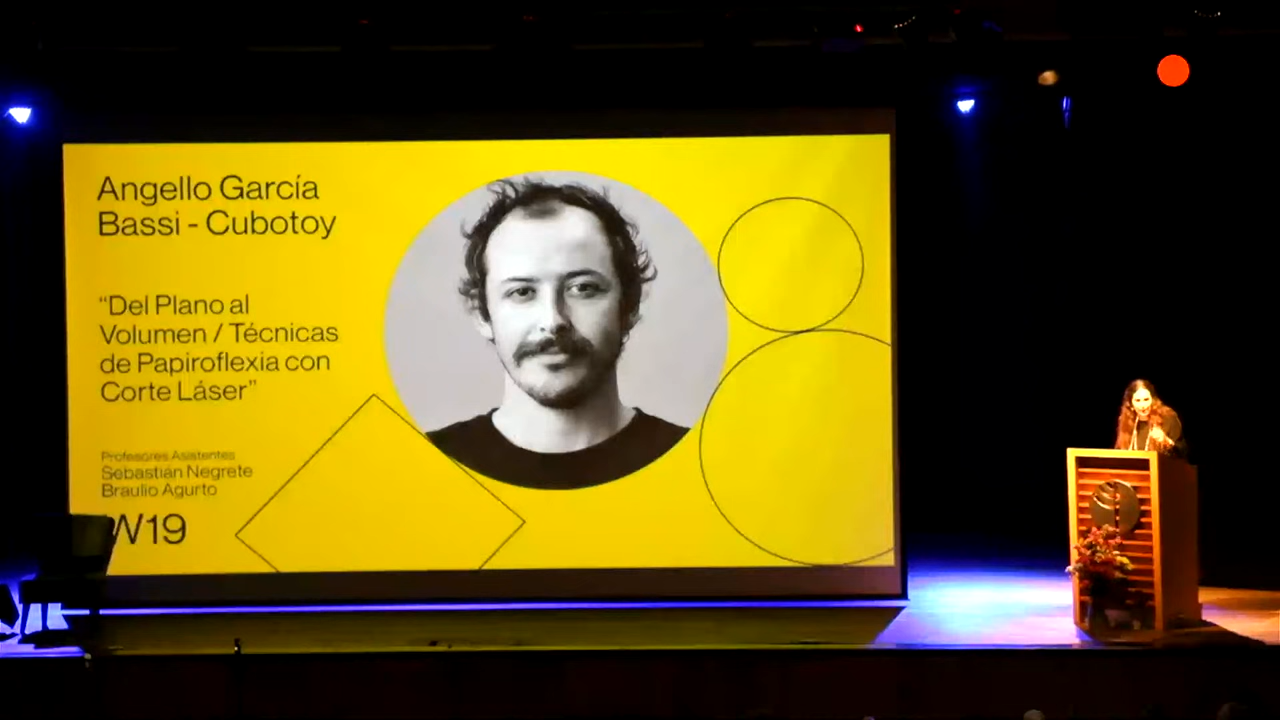 Angello García
Bassi - Cubotoy
“Del Plano al
Volumen / Técnicas
de Papiroflexia con
Corte Láser”
Profesores Asistentes
Sebastián Negrete
Braulio Agurto
W19